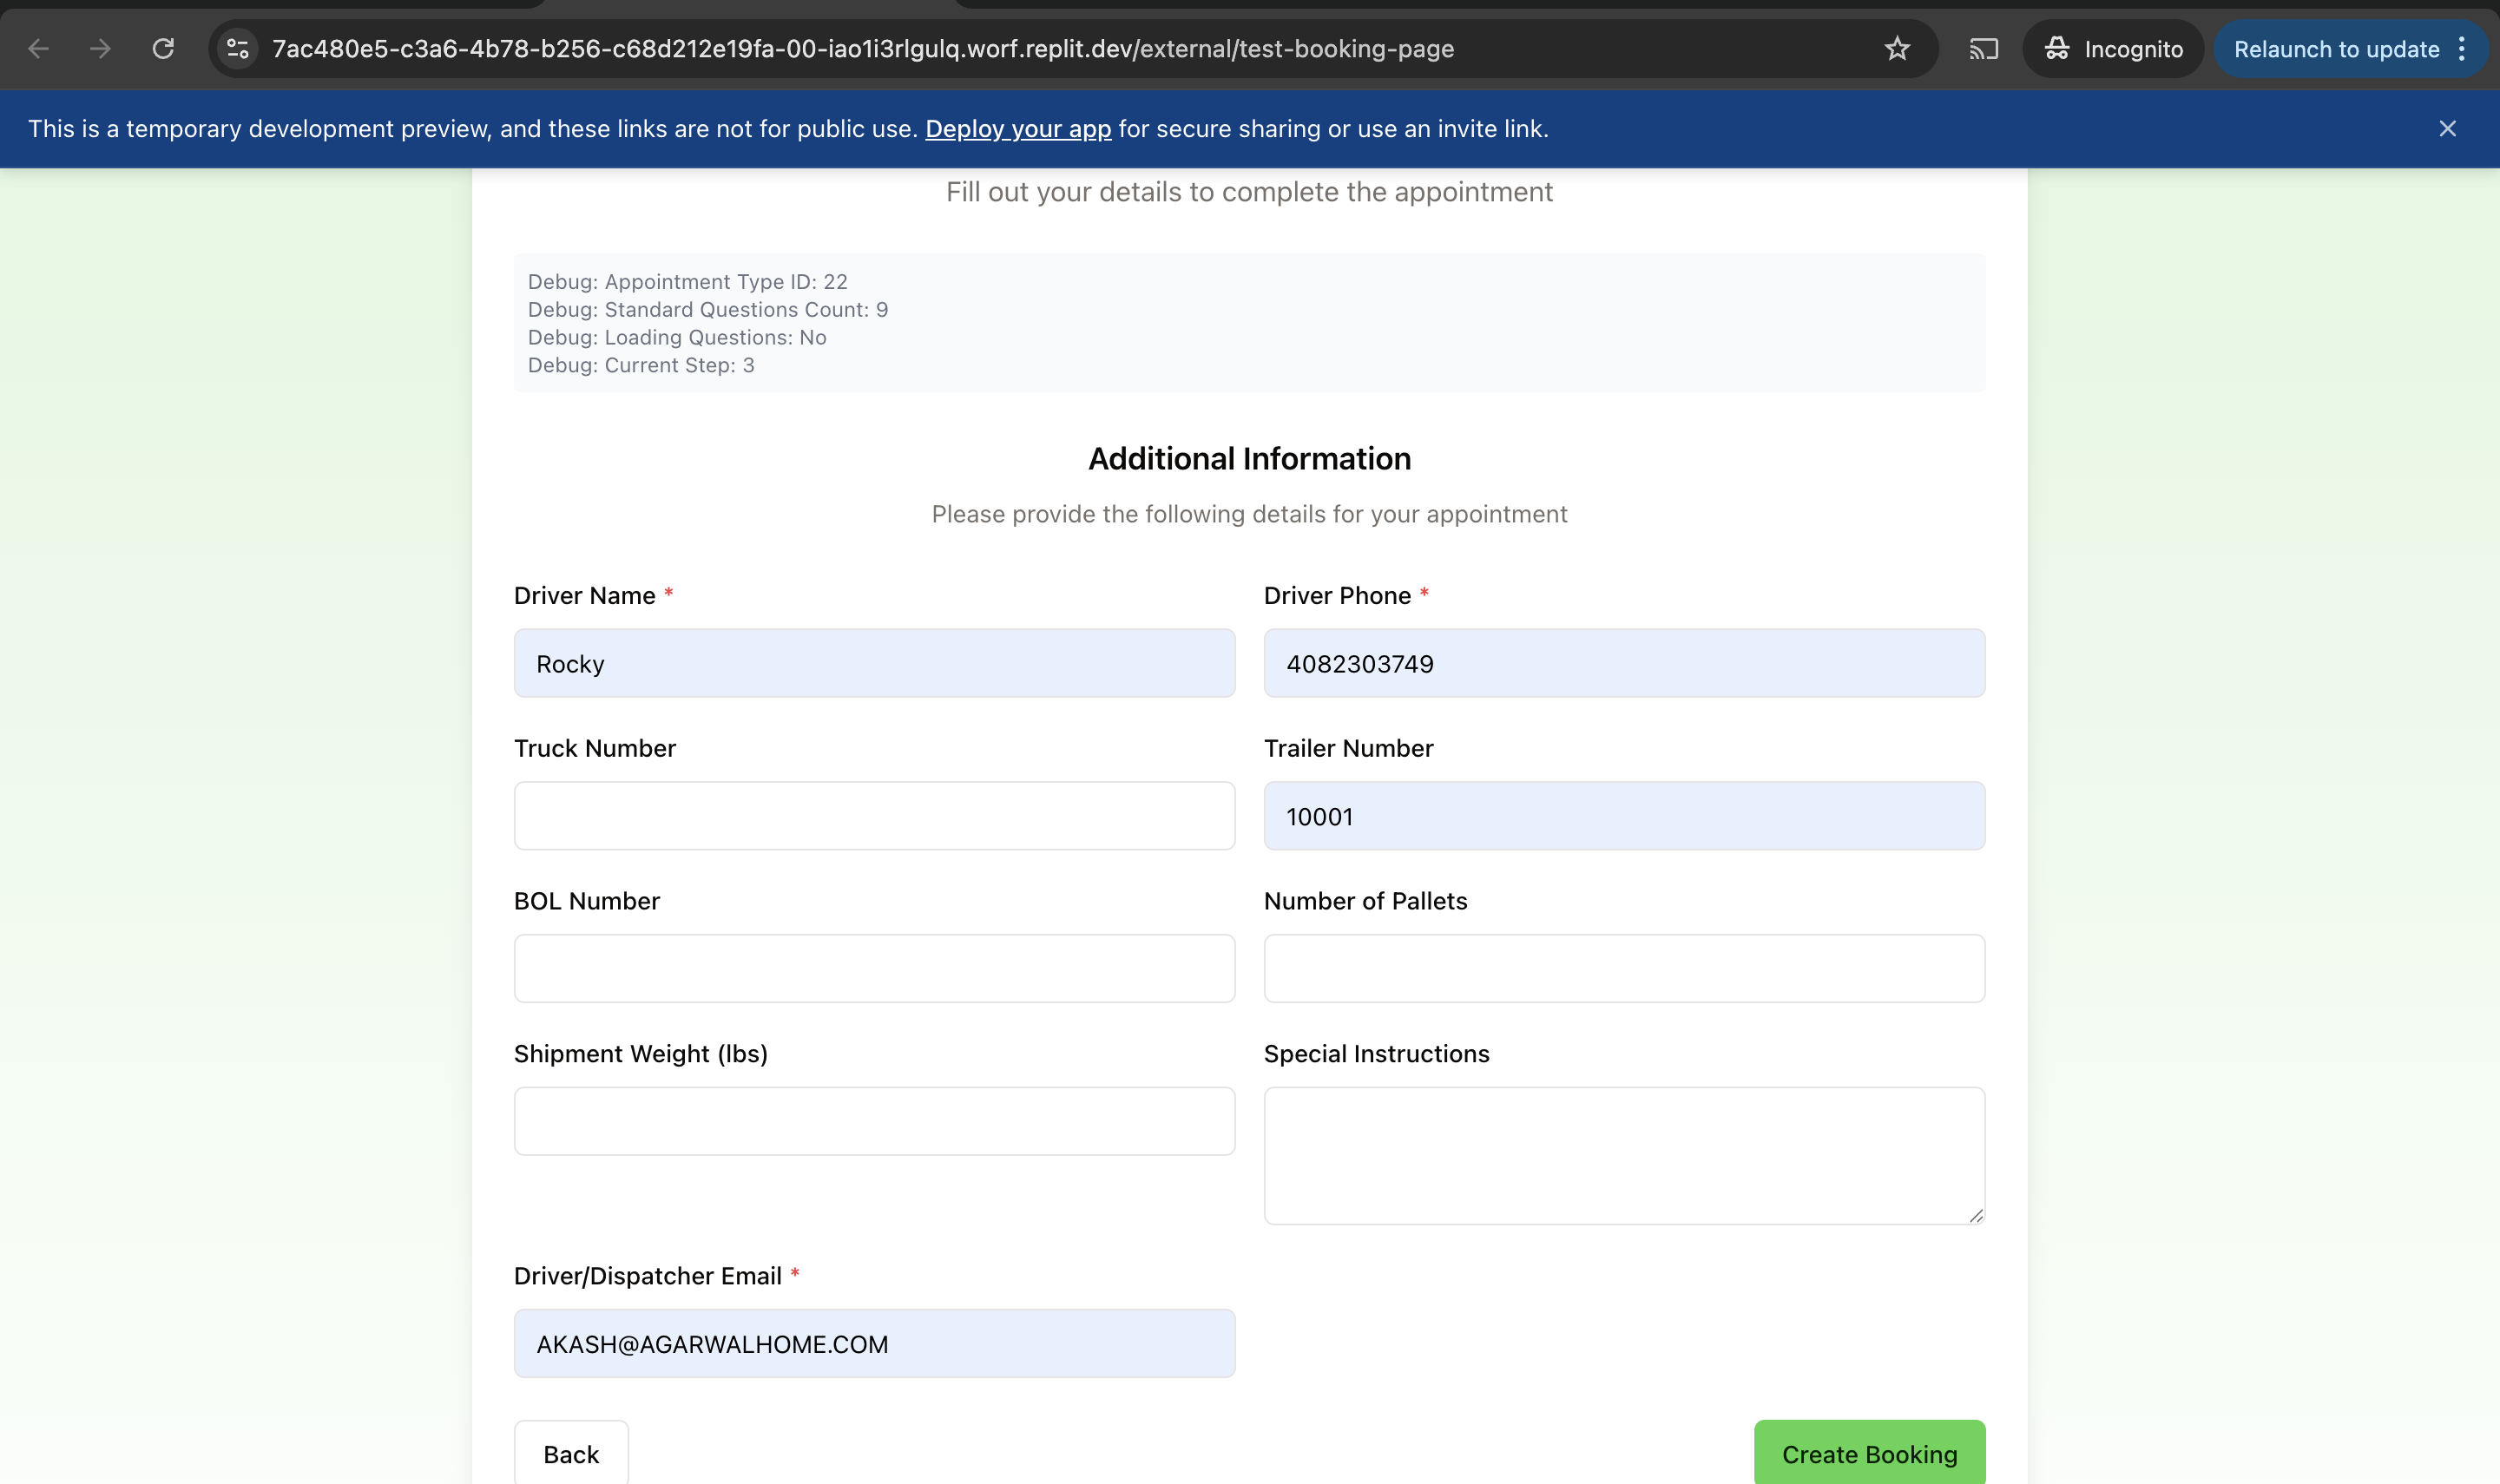 7ac480e5-c3a6-4b78-b256-c68d212e19fa-00-iao1i3rlgulq.worf.replit.dev/external/test-booking-page
Incognito
Relaunch to update
This is a temporary development preview, and these links are not for public use. Deploy your app for secure sharing or use an invite link.
Fill out your details to complete the appointment
Debug: Appointment Type ID: 22
Debug: Standard Questions Count: 9
Debug: Loading Questions: No
Debug: Current Step: 3
Additional Information
Please provide the following details for your appointment
Driver Name *
Driver Phone *
Rocky
4082303749
Truck Number
Trailer Number
10001
BOL Number
Number of Pallets
Shipment Weight (lbs)
Special Instructions
Driver/Dispatcher Email *
AKASH@AGARWALHOME.COM
Back
Create Booking